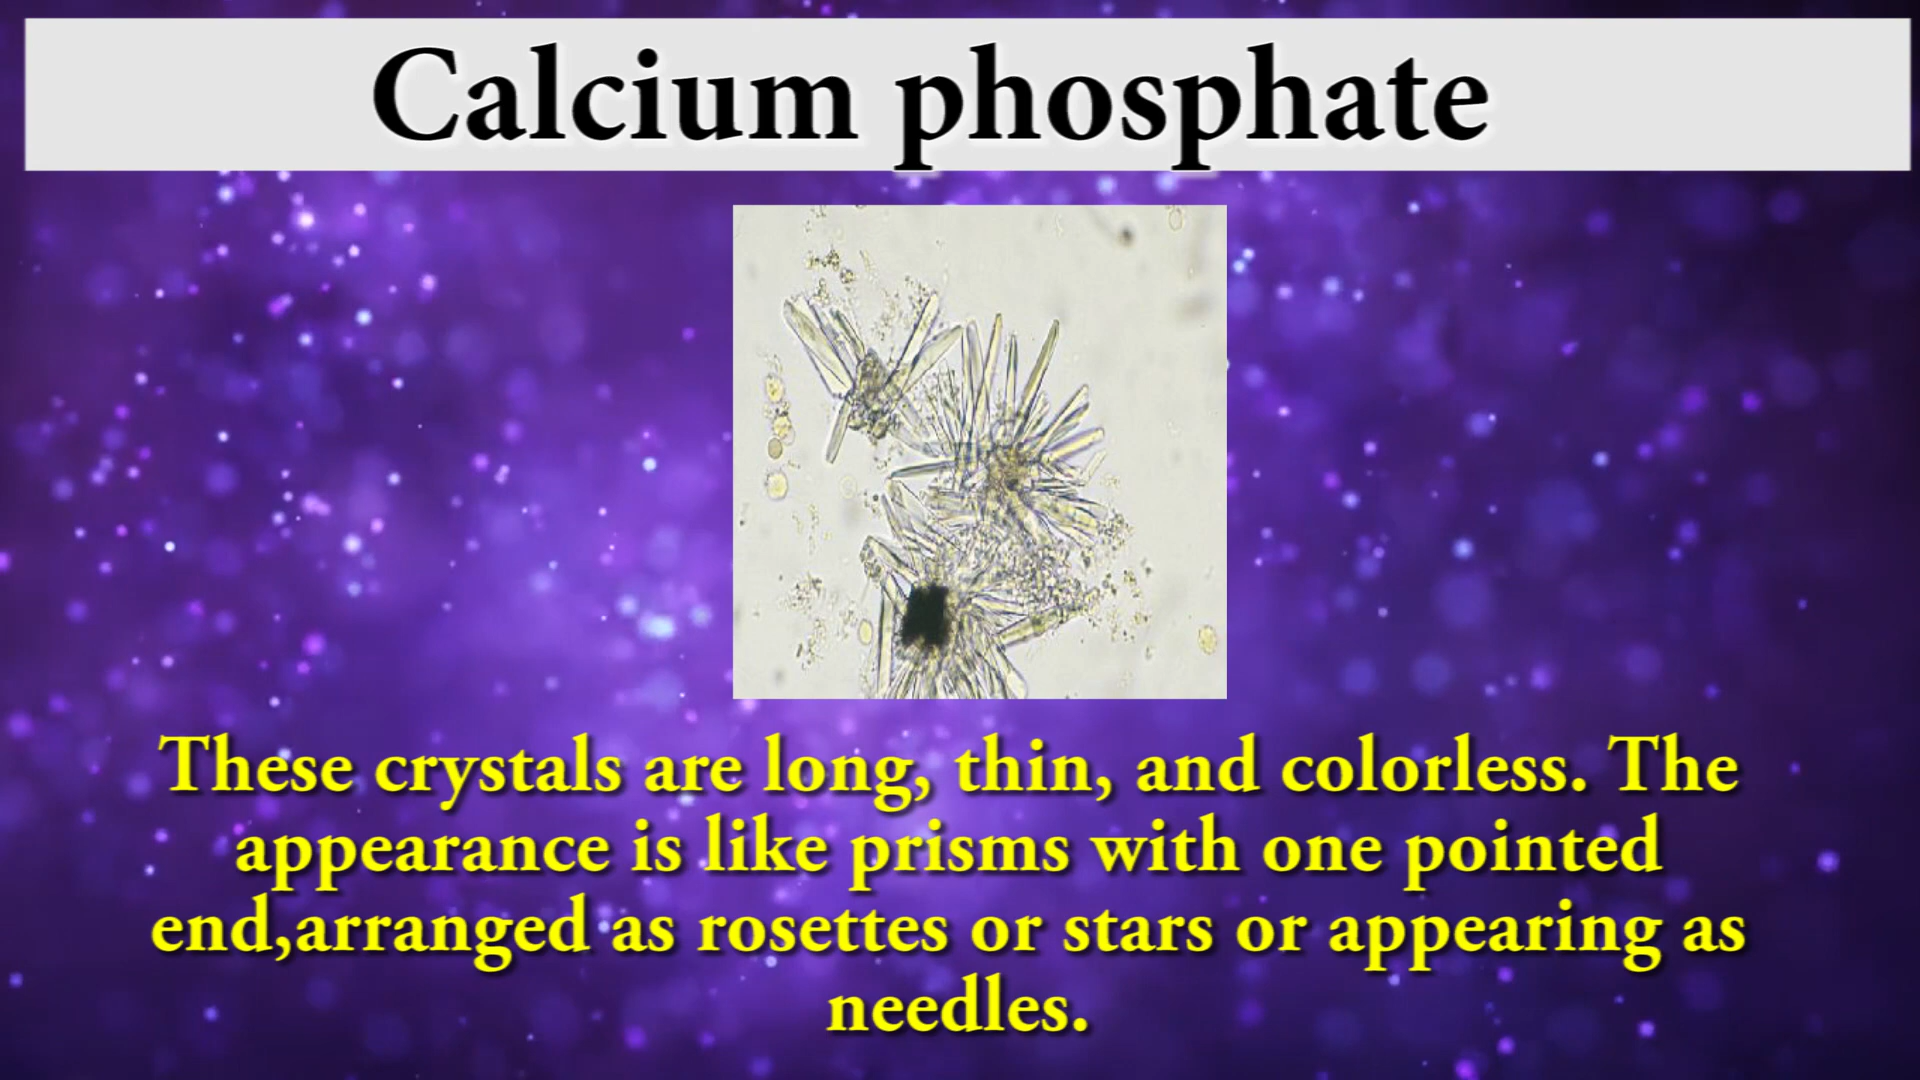 Calcium phosphate
These crystals are long, thin, and colorless. The
appearance is like prisms with one pointed
end,arranged as rosettes or stars or appearing as
needles.